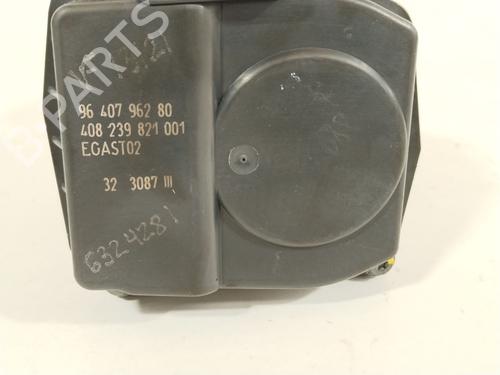 B-PARTS
96 407 962 80
408 239 821 001
EGAST02
32 3087 III
6324281